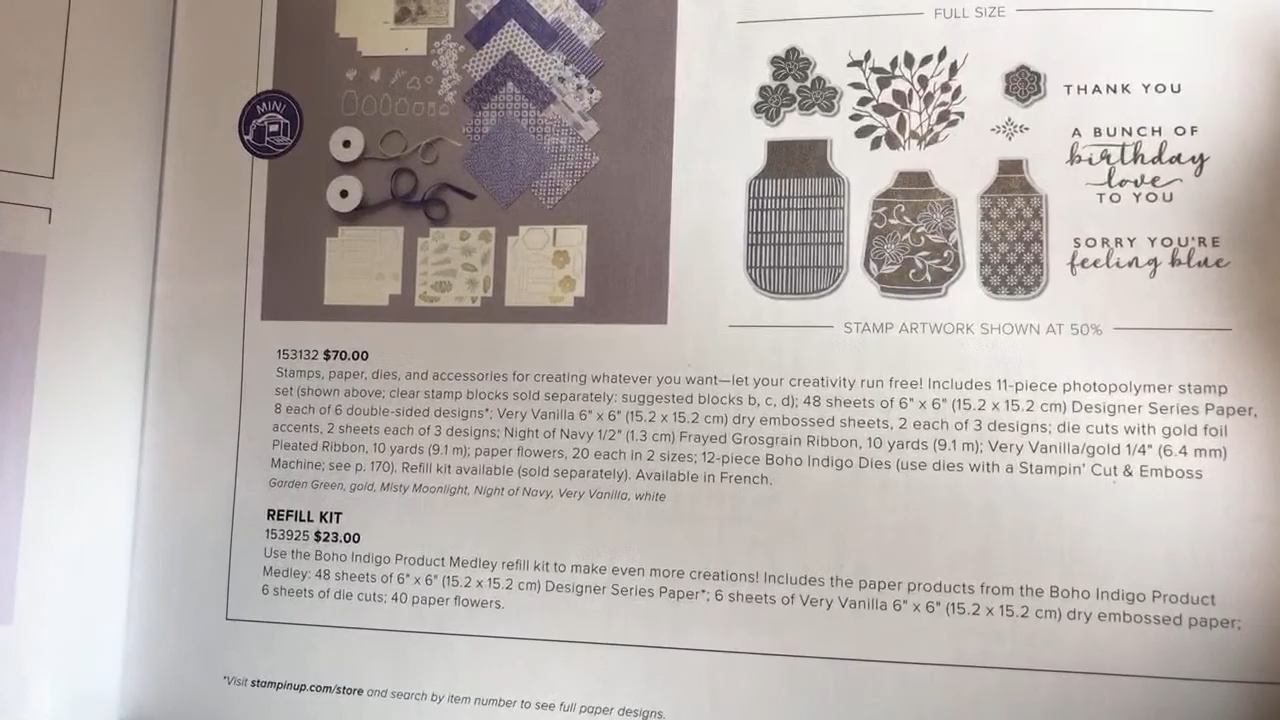 FULL SIZE
MINI
THANK YOU
A BUNCH OF
birthday
love
TO YOU
SORRY YOU'RE
feeling blue
STAMP ARTWORK SHOWN AT 50%
153132 $70.00
Stamps, paper, dies, and accessories for creating whatever you want—let your creativity run free! Includes 11-piece photopolymer stamp
set (shown above; clear stamp blocks sold separately: suggested blocks b, c, d); 48 sheets of 6" x 6" (15.2 x 15.2 cm) Designer Series Paper,
8 each of 6 double-sided designs*; Very Vanilla 6" x 6" (15.2 x 15.2 cm) dry embossed sheets, 2 each of 3 designs; die cuts with gold foil
accents, 2 sheets each of 3 designs; Night of Navy 1/2" (1.3 cm) Frayed Grosgrain Ribbon, 10 yards (9.1 m); Very Vanilla/gold 1/4" (6.4 mm)
Pleated Ribbon, 10 yards (9.1 m); paper flowers, 20 each in 2 sizes; 12-piece Boho Indigo Dies (use dies with a Stampin' Cut & Emboss
Machine; see p. 170). Refill kit available (sold separately). Available in French.
Garden Green, gold, Misty Moonlight, Night of Navy, Very Vanilla, white
REFILL KIT
153925 $23.00
Use the Boho Indigo Product Medley refill kit to make even more creations! Includes the paper products from the Boho Indigo Product
Medley: 48 sheets of 6" x 6" (15.2 x 15.2 cm) Designer Series Paper*; 6 sheets of Very Vanilla 6" x 6" (15.2 x 15.2 cm) dry embossed paper;
6 sheets of die cuts; 40 paper flowers.
*Visit stampinup.com/store and search by item number to see full paper designs.